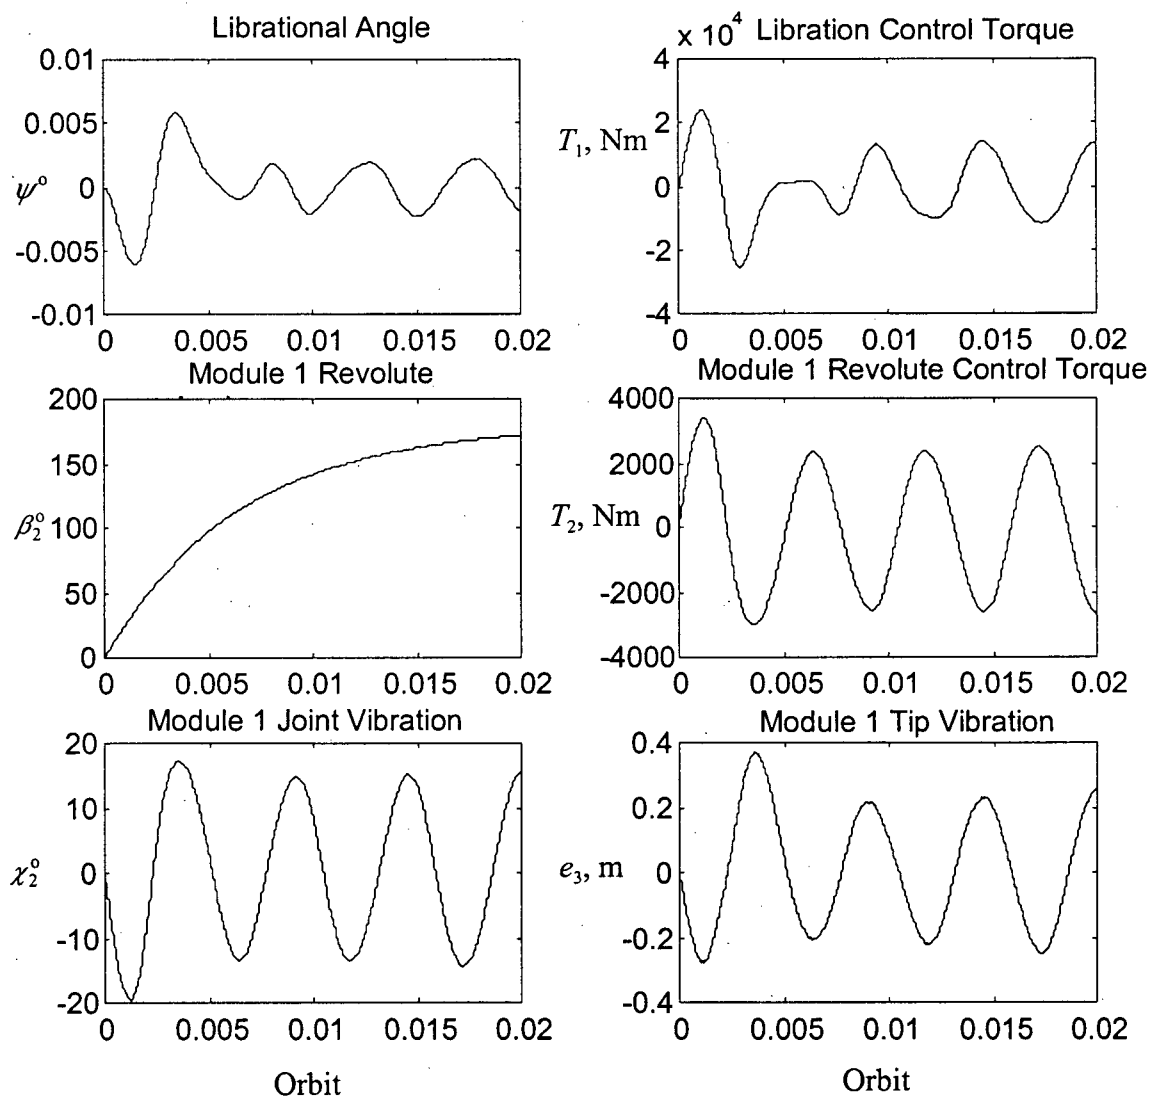 Librational Angle
0.01
0.005
ψ° 0
-0.005
-0.01
0 0.005 0.01 0.015 0.02
x 10⁴ Libration Control Torque
4
2
T₁, Nm
0
-2
-4
0 0.005 0.01 0.015 0.02
Module 1 Revolute
200
150
β₂° 100
50
0
0 0.005 0.01 0.015 0.02
Module 1 Revolute Control Torque
4000
2000
T₂, Nm 0
-2000
-4000
0 0.005 0.01 0.015 0.02
Module 1 Joint Vibration
20
10
χ₂° 0
-10
-20
0 0.005 0.01 0.015 0.02
Orbit
Module 1 Tip Vibration
0.4
0.2
e₃, m 0
-0.2
-0.4
0 0.005 0.01 0.015 0.02
Orbit